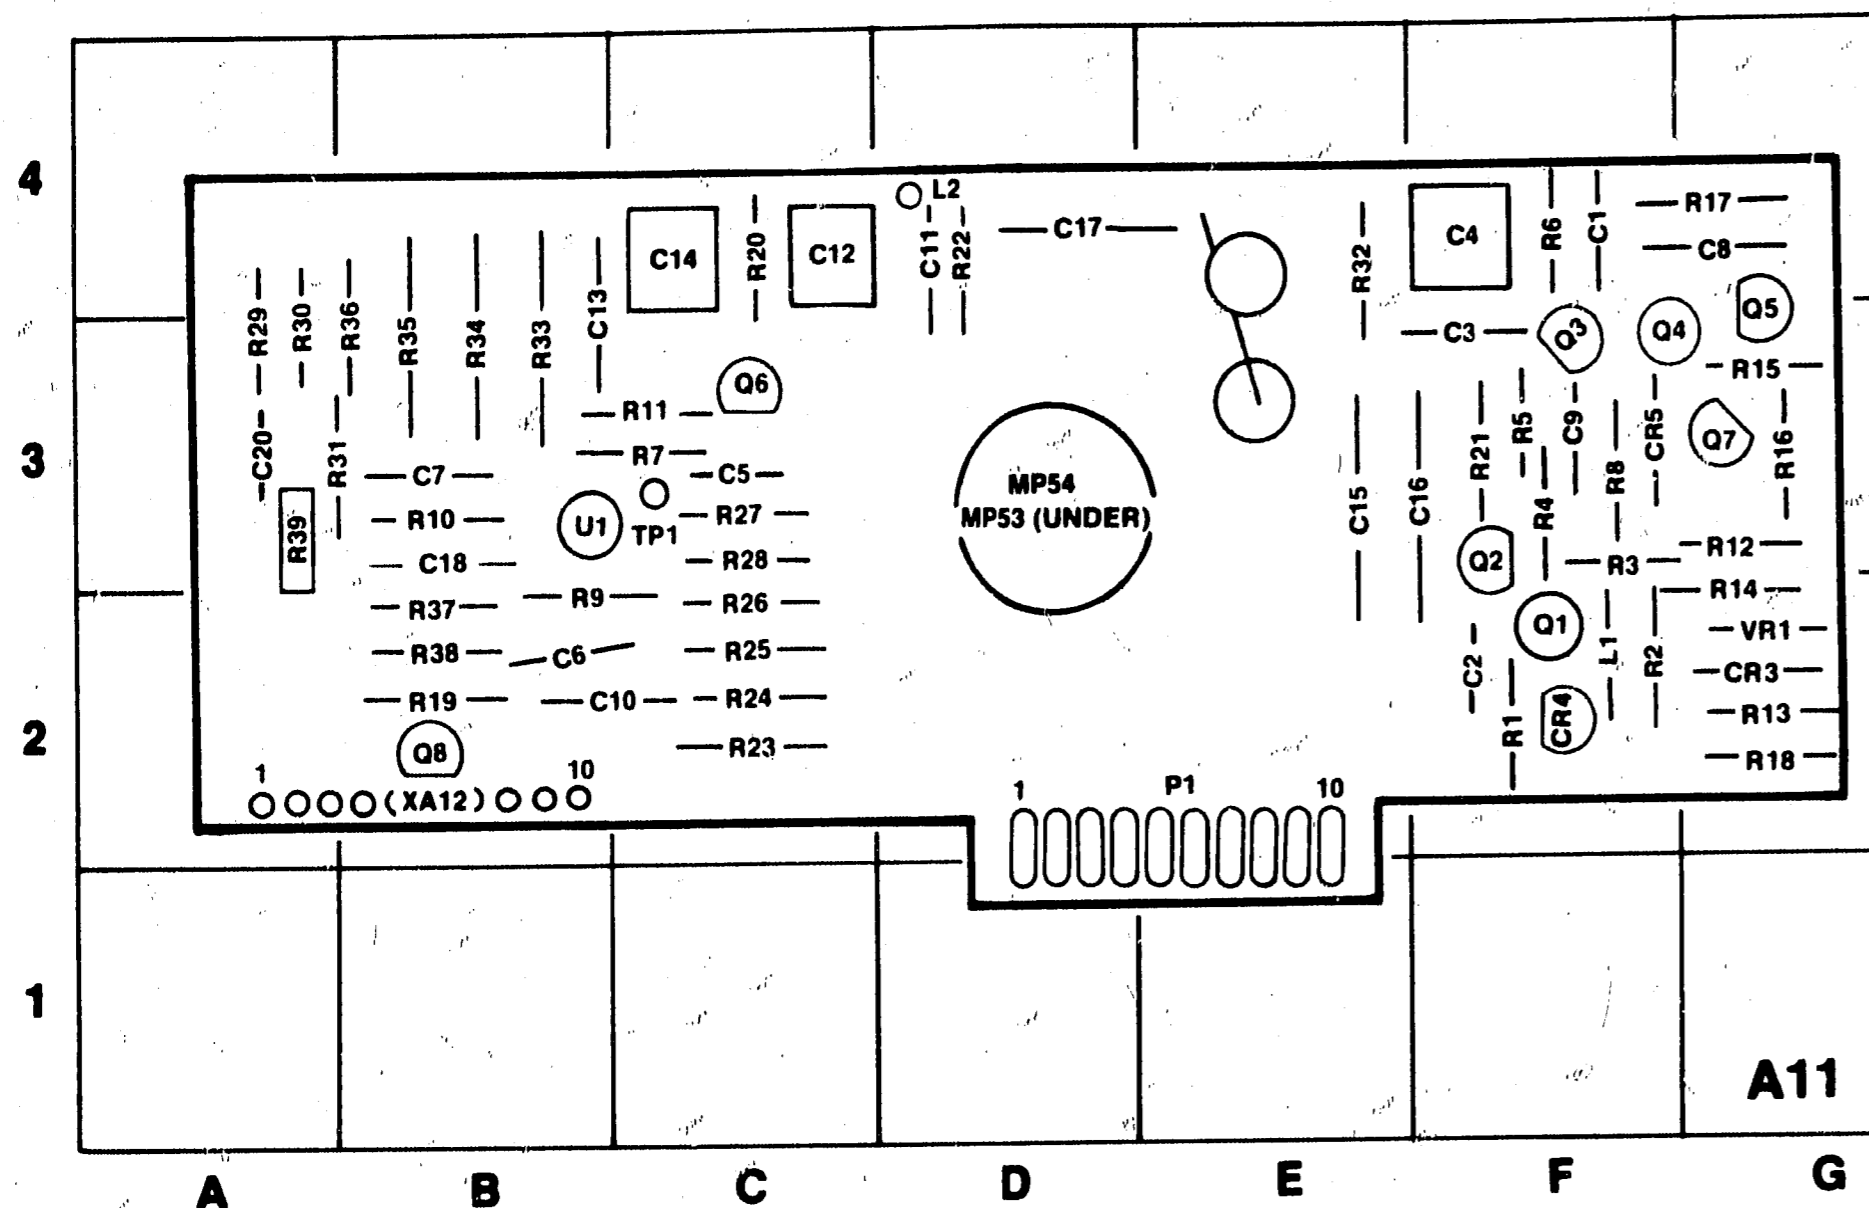 4
L2
C17
R17
C14
R20
C12
C11
R22
R32
C4
R6
C1
C8
R29
R30
R36
R35
R34
R33
C13
C3
Q3
Q4
Q5
R15
Q6
R11
3
C20
R31
C7
R7
C5
R21
R5
C9
CR5
Q7
R16
R39
R10
U1
TP1
R27
MP54
MP53 (UNDER)
C15
C16
R4
R8
C18
R28
Q2
R3
R12
R37
R9
R26
R14
R38
C6
R25
Q1
VR1
R19
C10
R24
C2
L1
R2
CR3
2
Q8
R23
R1
CR4
R13
R18
1
10
(XA12)
1
P1
10
1
A11
A
B
C
D
E
F
G